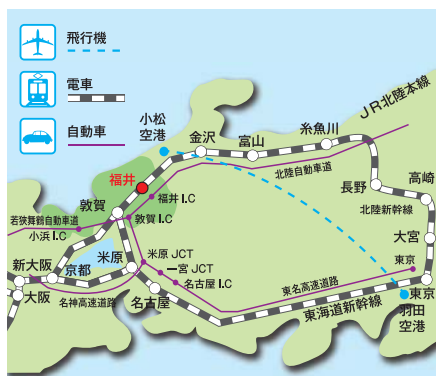 飛行機
電車
自動車
小松
空港
金沢
富山
糸魚川
JR北陸本線
福井
福井 I.C
北陸自動車道
長野
高崎
北陸新幹線
敦賀
敦賀 I.C
若狭舞鶴自動車道
小浜 I.C
大宮
米原
米原 JCT
一宮 JCT
名古屋 I.C
東京
新大阪
京都
大阪
名神高速道路
名古屋
東名高速道路
東海道新幹線
東京
羽田
空港